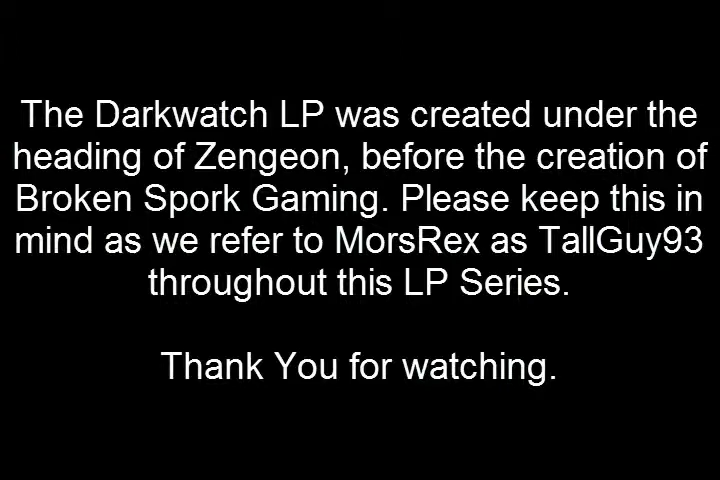 The Darkwatch LP was created under the
heading of Zengeon, before the creation of
Broken Spork Gaming. Please keep this in
mind as we refer to MorsRex as TallGuy93
throughout this LP Series.
Thank You for watching.